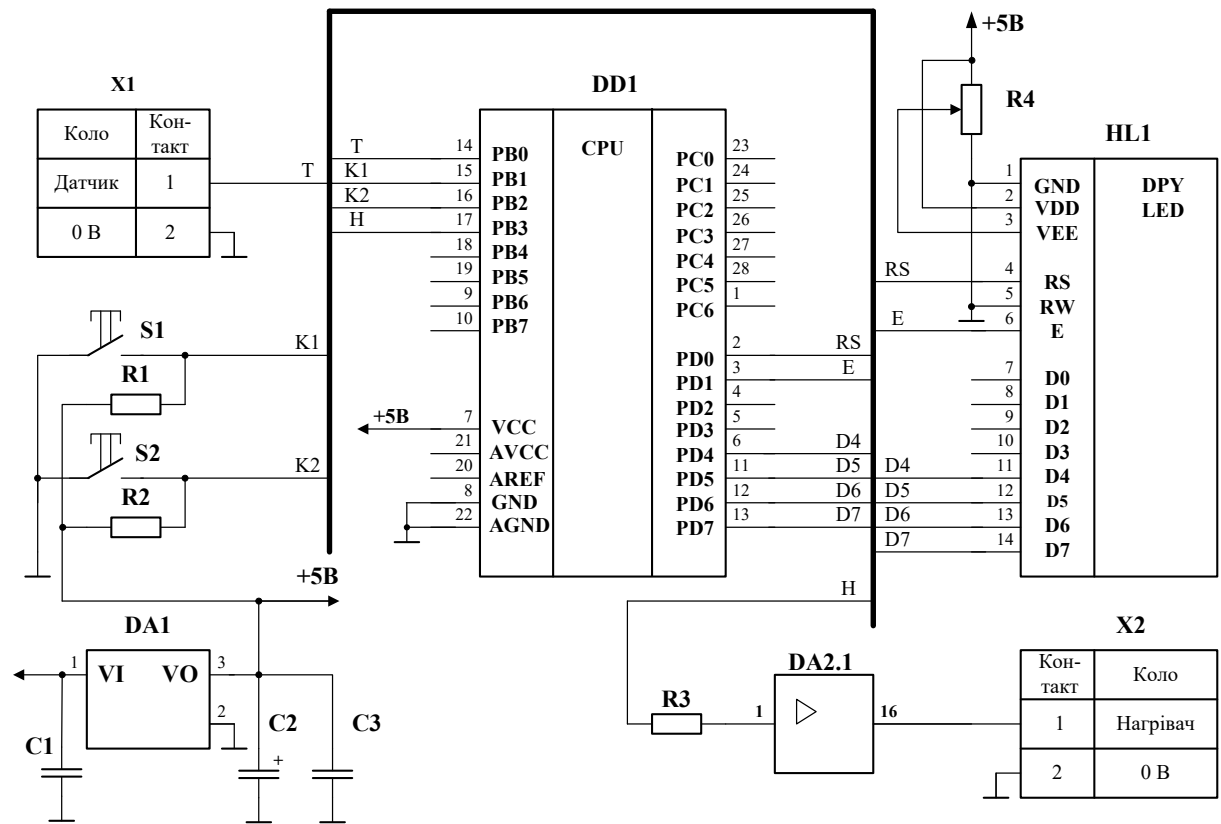 X1
Коло
Кон-
такт
Датчик
1
0 В
2
T
T
K1
K2
H
DD1
CPU
14
PB0
15
PB1
16
PB2
17
PB3
18
PB4
19
PB5
9
PB6
10
PB7
+5В
7
VCC
21
AVCC
20
AREF
8
GND
22
AGND
23
PC0
24
PC1
25
PC2
26
PC3
27
PC4
28
PC5
1
PC6
2
PD0
RS
3
PD1
E
4
PD2
5
PD3
6
PD4
D4
11
PD5
D5
12
PD6
D6
13
PD7
D7
+5В
R4
HL1
DPY
LED
1
GND
2
VDD
3
VEE
RS
4
RS
5
RW
E
6
E
7
D0
8
D1
9
D2
10
D3
D4
11
D4
D5
12
D5
D6
13
D6
D7
14
D7
S1
K1
R1
S2
K2
R2
+5В
DA1
1
VI
VO
3
2
C1
C2
+
C3
H
R3
DA2.1
1
16
X2
Кон-
такт
Коло
1
Нагрівач
2
0 В